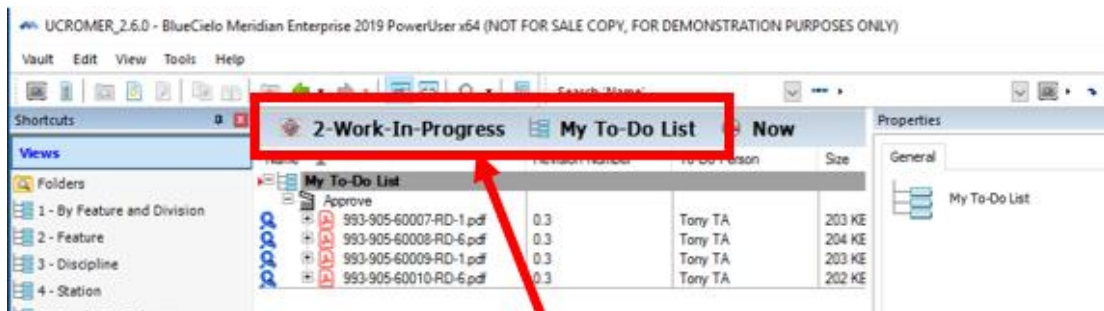 UCROMER_2.6.0 - BlueCielo Meridian Enterprise 2019 PowerUser x64 (NOT FOR SALE COPY, FOR DEMONSTRATION PURPOSES ONLY)
Vault Edit View Tools Help
Search 'Name'
Shortcuts
2-Work-In-Progress My To-Do List Now
Properties
Views
Name Revision Number To-Do Person Size
General
Folders
My To-Do List
My To-Do List
1 - By Feature and Division
Approve
993-905-60007-RD-1.pdf 0.3 Tony TA 203 KE
2 - Feature
993-905-60008-RD-6.pdf 0.3 Tony TA 204 KE
3 - Discipline
993-905-60009-RD-1.pdf 0.3 Tony TA 203 KE
4 - Station
993-905-60010-RD-6.pdf 0.3 Tony TA 202 KE